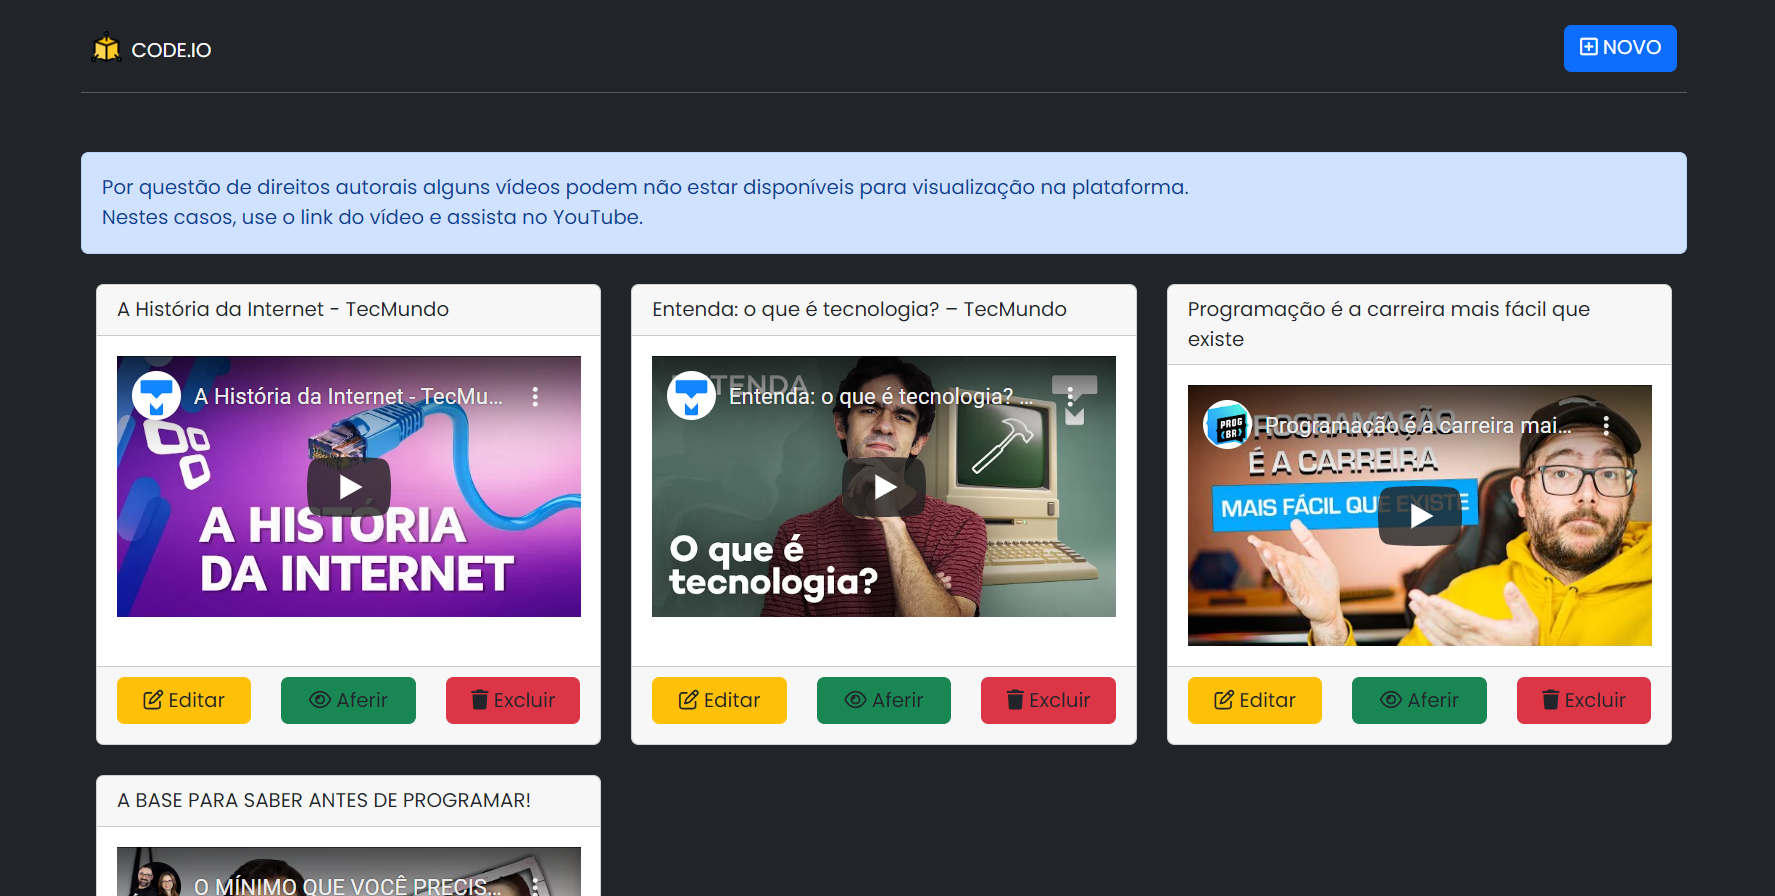 CODE.IO
NOVO
Por questão de direitos autorais alguns vídeos podem não estar disponíveis para visualização na plataforma.
Nestes casos, use o link do vídeo e assista no YouTube.
A História da Internet - TecMundo
A História da Internet - TecMu...
A HISTÓRIA
DA INTERNET
Editar
Aferir
Excluir
Entenda: o que é tecnologia? – TecMundo
ENTENDA
Entenda: o que é tecnologia? ...
O que é
tecnologia?
Editar
Aferir
Excluir
Programação é a carreira mais fácil que
existe
PROG
{BR}
Programação é a carreira mai...
PROGRAMAÇÃO
É A CARREIRA
MAIS FÁCIL QUE EXISTE
Editar
Aferir
Excluir
A BASE PARA SABER ANTES DE PROGRAMAR!
O MÍNIMO QUE VOCÊ PRECIS...